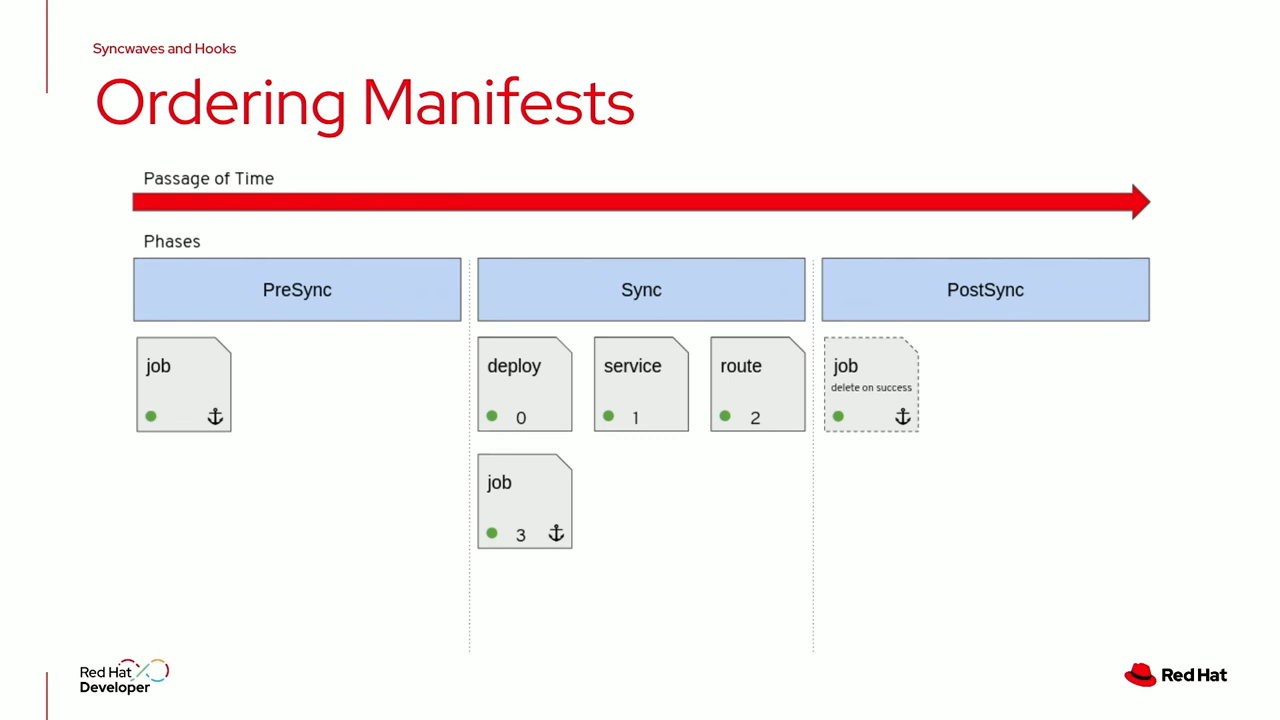 Syncwaves and Hooks
Ordering Manifests
Passage of Time
Phases
PreSync
Sync
PostSync
job
deploy
0
service
1
route
2
job
delete on success
job
3
Red Hat
Developer
Red Hat